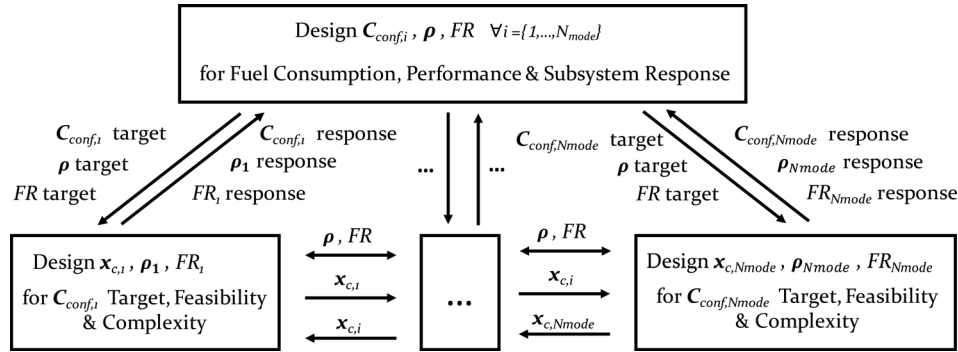 Design C_conf,i , ρ , FR ∀i ={1,...,N_mode}
for Fuel Consumption, Performance & Subsystem Response
C_conf,1 target
ρ target
FR target
C_conf,1 response
ρ_1 response
FR_1 response
...
...
C_conf,Nmode target
ρ target
FR target
C_conf,Nmode response
ρ_Nmode response
FR_Nmode response
Design x_c,1 , ρ_1 , FR_1
for C_conf,1 Target, Feasibility
& Complexity
ρ , FR
x_c,1
x_c,i
...
ρ , FR
x_c,i
x_c,Nmode
Design x_c,Nmode , ρ_Nmode , FR_Nmode
for C_conf,Nmode Target, Feasibility
& Complexity